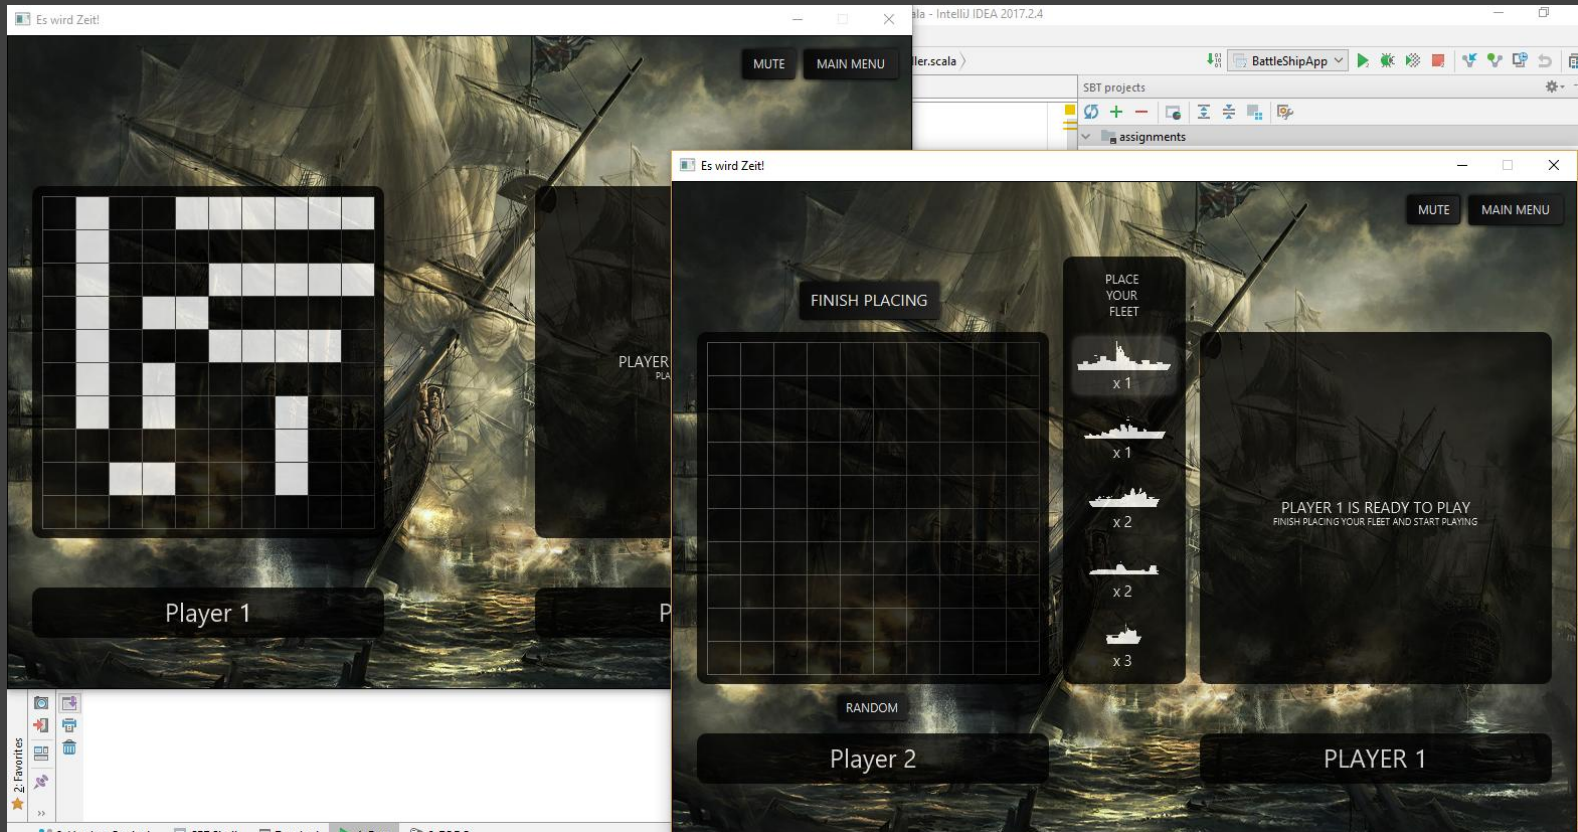 Es wird Zeit!
MUTE
MAIN MENU
PLAYER
PLA
Player 1
P
ala - IntelliJ IDEA 2017.2.4
ller.scala
BattleShipApp
SBT projects
assignments
Es wird Zeit!
MUTE
MAIN MENU
FINISH PLACING
PLACE
YOUR
FLEET
x 1
x 1
x 2
x 2
x 3
PLAYER 1 IS READY TO PLAY
FINISH PLACING YOUR FLEET AND START PLAYING
RANDOM
Player 2
PLAYER 1
2: Favorites